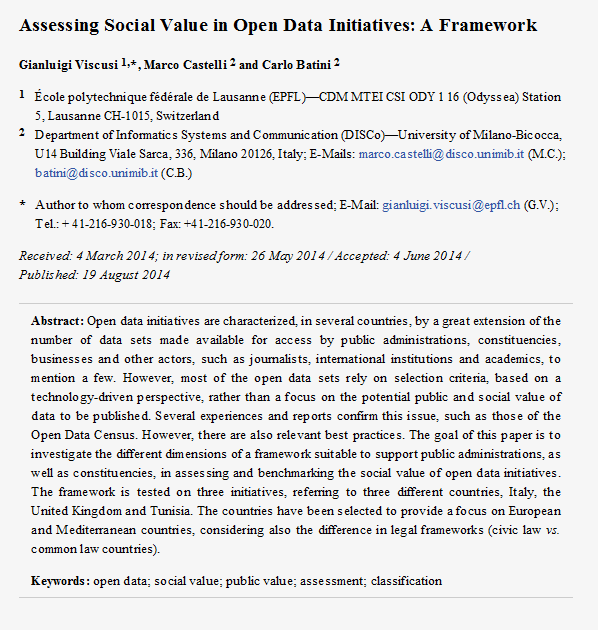 Assessing Social Value in Open Data Initiatives: A Framework
Gianluigi Viscusi 1,*, Marco Castelli 2 and Carlo Batini 2
1 École polytechnique fédérale de Lausanne (EPFL)—CDM MTEI CSI ODY 1 16 (Odyssea) Station
5, Lausanne CH-1015, Switzerland
2 Department of Informatics Systems and Communication (DISCo)—University of Milano-Bicocca,
U14 Building Viale Sarca, 336, Milano 20126, Italy; E-Mails: marco.castelli@disco.unimib.it (M.C.);
batini@disco.unimib.it (C.B.)
* Author to whom correspondence should be addressed; E-Mail: gianluigi.viscusi@epfl.ch (G.V.);
Tel.: + 41-216-930-018; Fax: +41-216-930-020.
Received: 4 March 2014; in revised form: 26 May 2014 / Accepted: 4 June 2014 /
Published: 19 August 2014
Abstract: Open data initiatives are characterized, in several countries, by a great extension of the
number of data sets made available for access by public administrations, constituencies,
businesses and other actors, such as journalists, international institutions and academics, to
mention a few. However, most of the open data sets rely on selection criteria, based on a
technology-driven perspective, rather than a focus on the potential public and social value of
data to be published. Several experiences and reports confirm this issue, such as those of the
Open Data Census. However, there are also relevant best practices. The goal of this paper is to
investigate the different dimensions of a framework suitable to support public administrations, as
well as constituencies, in assessing and benchmarking the social value of open data initiatives.
The framework is tested on three initiatives, referring to three different countries, Italy, the
United Kingdom and Tunisia. The countries have been selected to provide a focus on European
and Mediterranean countries, considering also the difference in legal frameworks (civic law vs.
common law countries).
Keywords: open data; social value; public value; assessment; classification